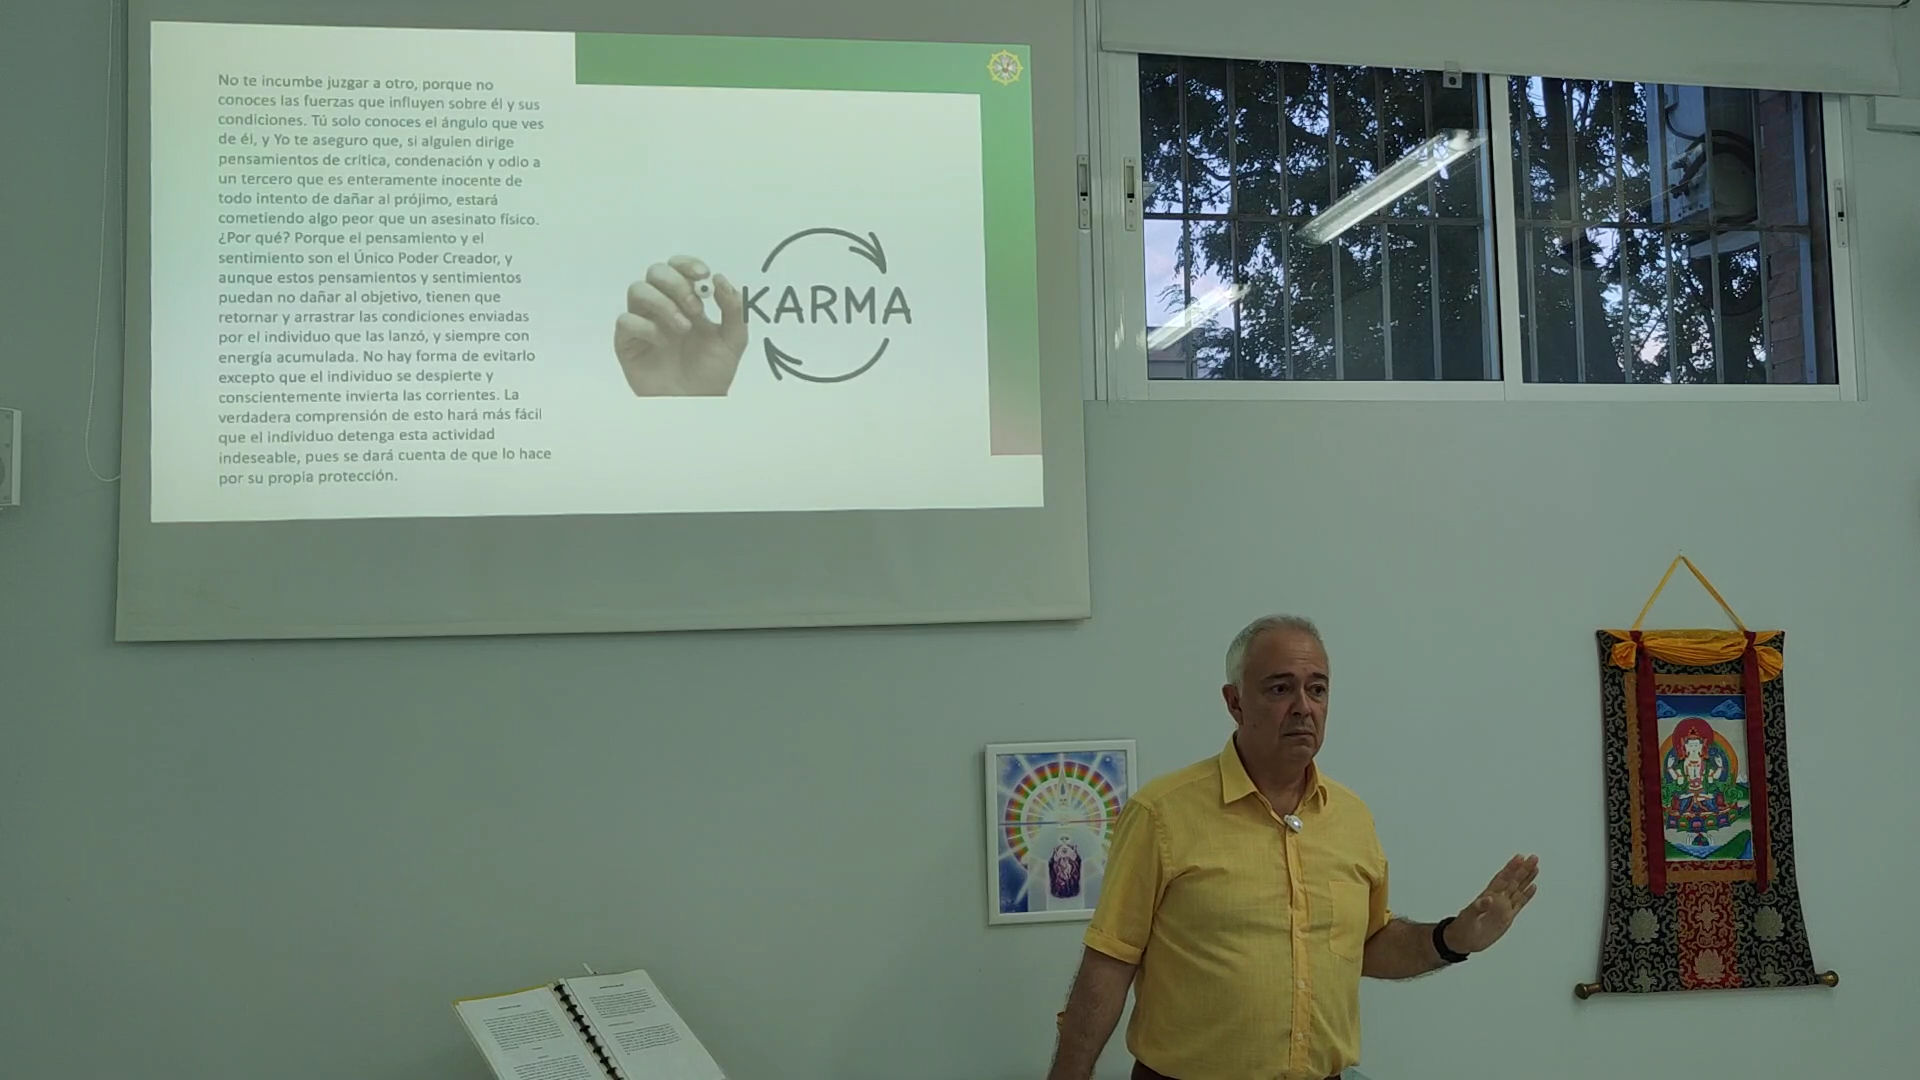 No te incumbe juzgar a otro, porque no
conoces las fuerzas que influyen sobre él y sus
condiciones. Tú solo conoces el ángulo que ves
de él, y Yo te aseguro que, si alguien dirige
pensamientos de crítica, condenación y odio a
un tercero que es enteramente inocente de
todo intento de dañar al prójimo, estará
cometiendo algo peor que un asesinato físico.
¿Por qué? Porque el pensamiento y el
sentimiento son el Único Poder Creador, y
aunque estos pensamientos y sentimientos
puedan no dañar al objetivo, tienen que
retornar y arrastrar las condiciones enviadas
por el individuo que las lanzó, y siempre con
energía acumulada. No hay forma de evitarlo
excepto que el individuo se despierte y
conscientemente invierta las corrientes. La
verdadera comprensión de esto hará más fácil
que el individuo detenga esta actividad
indeseable, pues se dará cuenta de que lo hace
por su propia protección.
KARMA